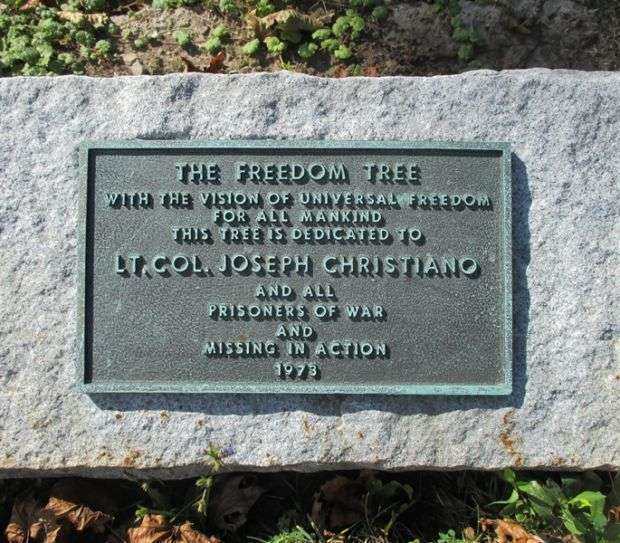 THE FREEDOM TREE
WITH THE VISION OF UNIVERSAL FREEDOM
FOR ALL MANKIND
THIS TREE IS DEDICATED TO
LT. COL. JOSEPH CHRISTIANO
AND ALL
PRISONERS OF WAR
AND
MISSING IN ACTION
1973